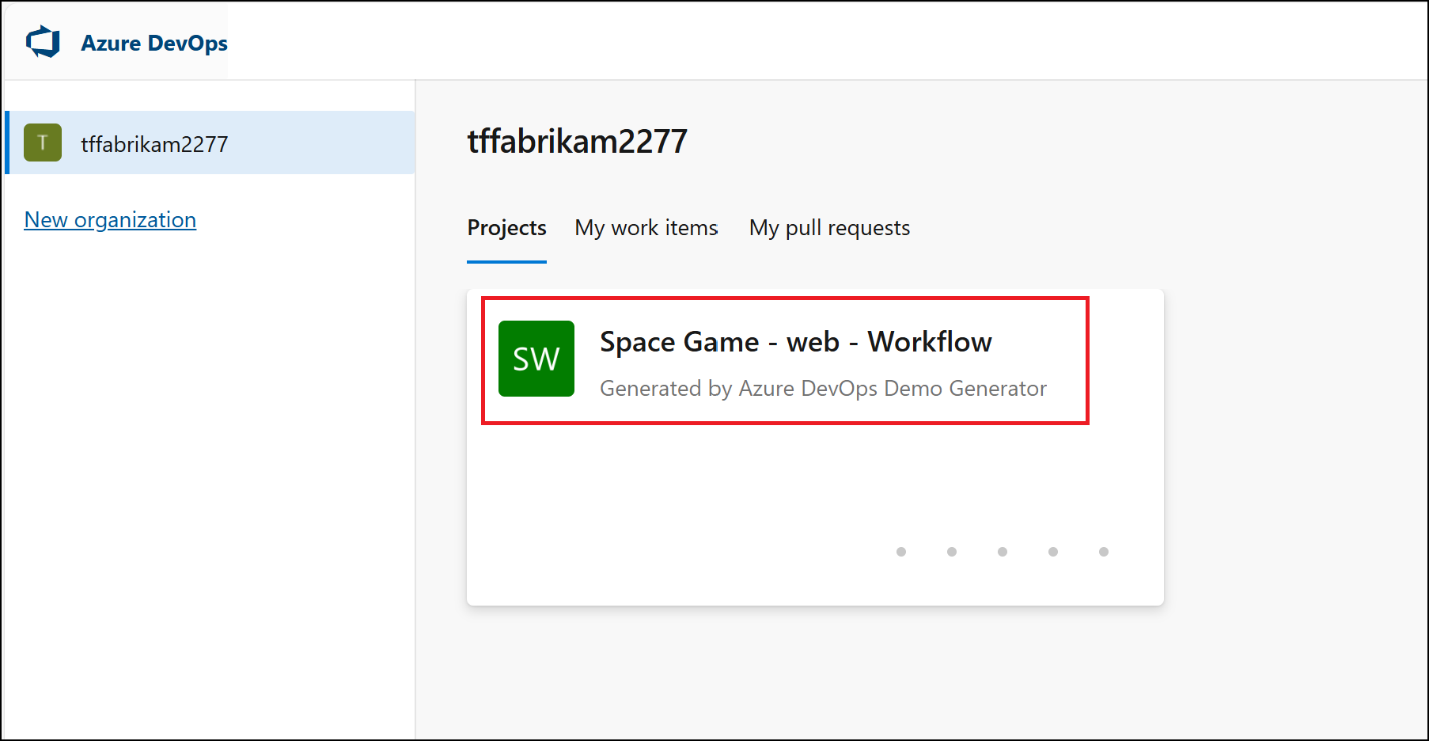 Azure DevOps
T
tffabrikam2277
New organization
tffabrikam2277
Projects
My work items
My pull requests
SW
Space Game - web - Workflow
Generated by Azure DevOps Demo Generator